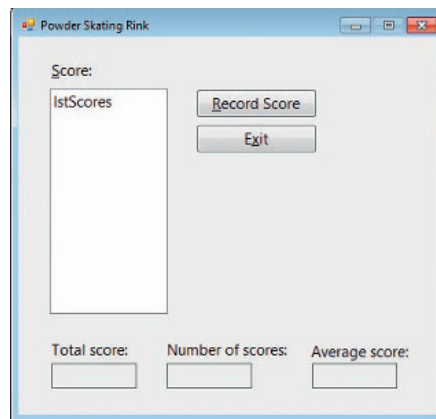 Powder Skating Rink
Score:
lstScores
Record Score
Exit
Total score:
Number of scores:
Average score: